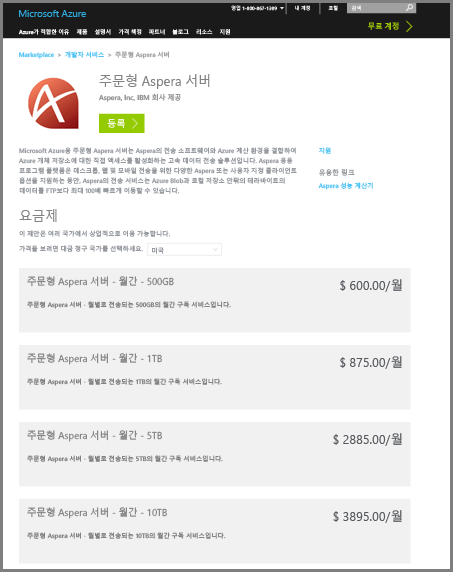 Microsoft Azure
영업 1-800-867-1389 내 계정 포털 검색
무료 계정
Azure가 적합한 이유 제품 설명서 가격 책정 파트너 블로그 리소스 지원
Marketplace > 개발자 서비스 > 주문형 Aspera 서버
주문형 Aspera 서버
Aspera, Inc, IBM 회사 제공
등록
Microsoft Azure용 주문형 Aspera 서버는 Aspera의 전송 소프트웨어와 Azure 계산 환경을 결합하여
Azure 개체 저장소에 대한 직접 액세스를 활성화하는 고속 데이터 전송 솔루션입니다. Aspera 응용
프로그램 플랫폼은 데스크톱, 웹 및 모바일 전송을 위한 다양한 Aspera 또는 사용자 지정 클라이언트
옵션을 지원하는 동안, Aspera의 전송 서비스는 Azure Blob과 로컬 저장소 안팎의 테라바이트의
데이터를 FTP보다 최대 100배 빠르게 이동할 수 있습니다.
지원
유용한 링크
Aspera 성능 계산기
요금제
이 제안은 여러 국가에서 상업적으로 이용 가능합니다.
가격을 보려면 대금 청구 국가를 선택하세요. 미국
주문형 Aspera 서버 - 월간 - 500GB
$ 600.00/월
주문형 Aspera 서버 - 월별로 전송되는 500GB의 월간 구독 서비스입니다.
주문형 Aspera 서버 - 월간 - 1TB
$ 875.00/월
주문형 Aspera 서버 - 월별로 전송되는 1TB의 월간 구독 서비스입니다.
주문형 Aspera 서버 - 월간 - 5TB
$ 2885.00/월
주문형 Aspera 서버 - 월별로 전송되는 5TB의 월간 구독 서비스입니다.
주문형 Aspera 서버 - 월간 - 10TB
$ 3895.00/월
주문형 Aspera 서버 - 월별로 전송되는 10TB의 월간 구독 서비스입니다.